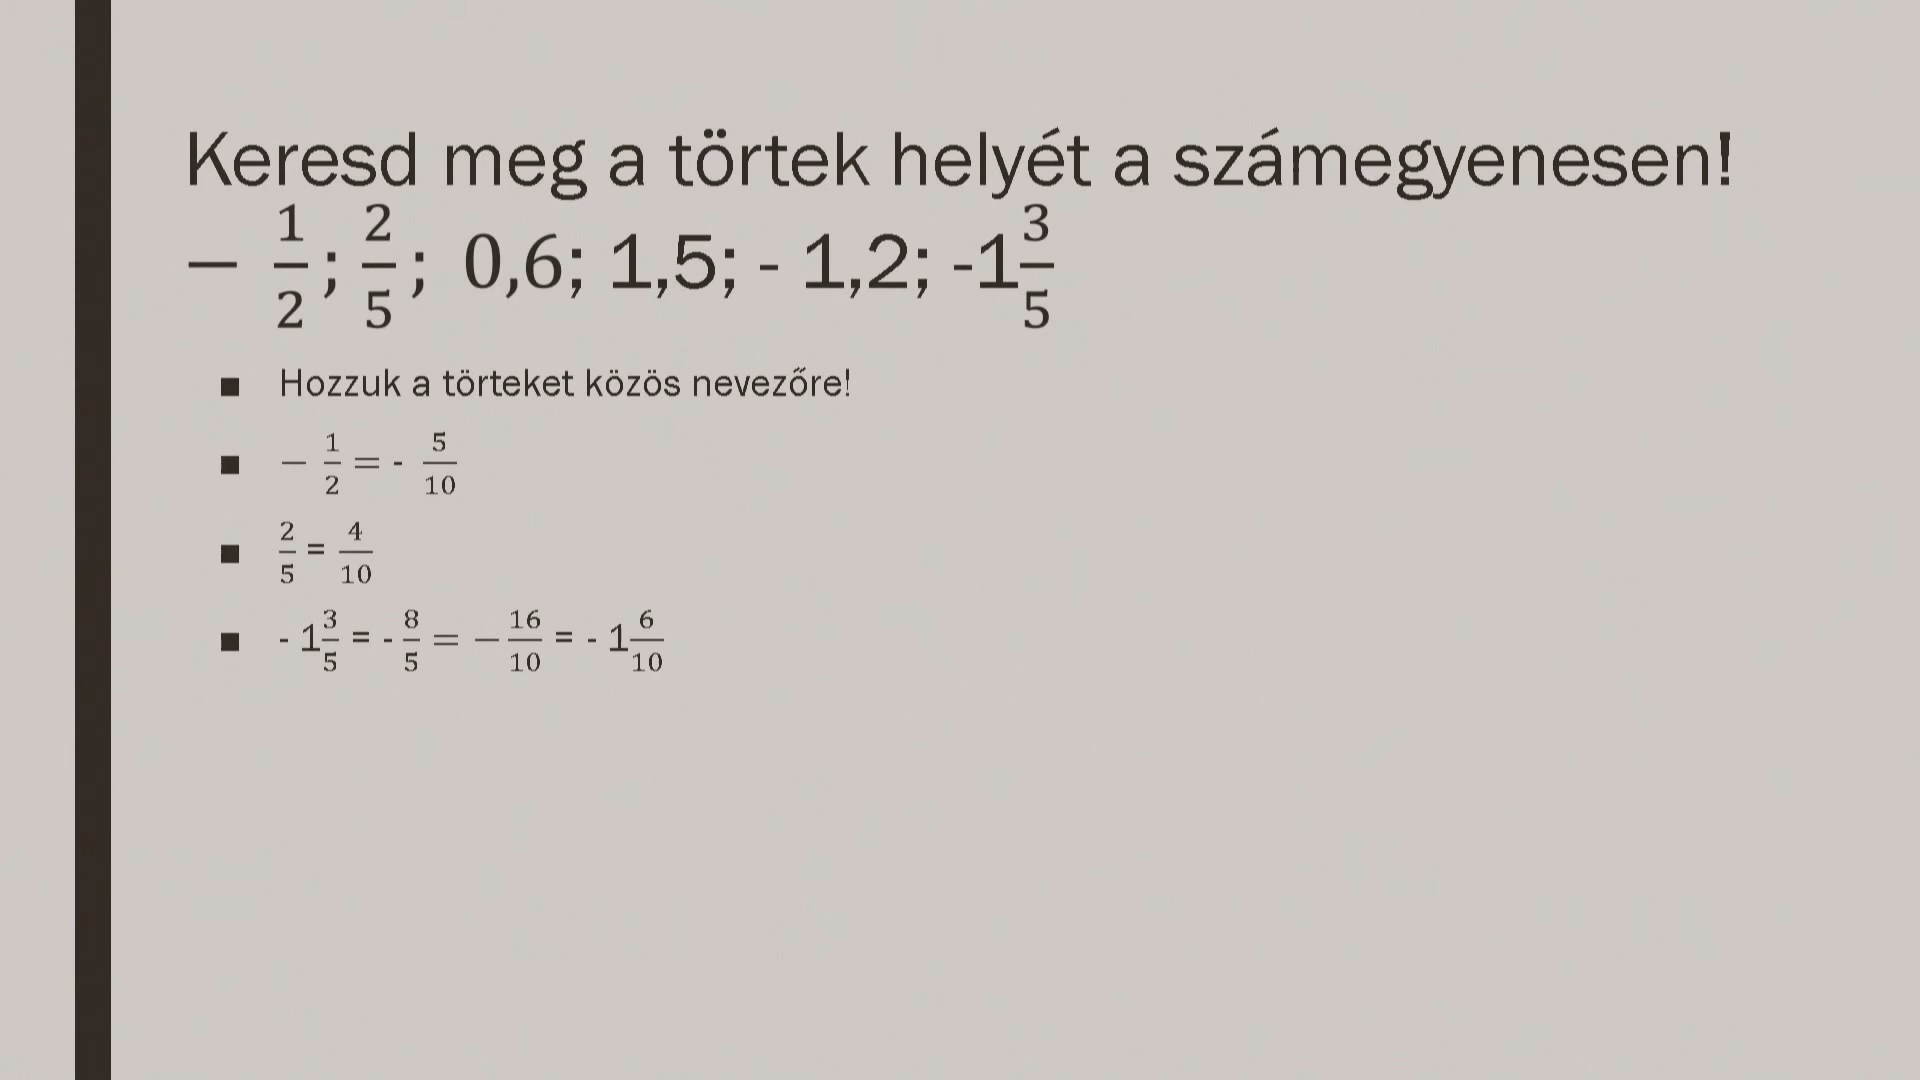 Keresd meg a törtek helyét a számegyenesen!
− 1/2; 2/5; 0,6; 1,5; - 1,2; -1 3/5
■ Hozzuk a törteket közös nevezőre!
■ − 1/2 = - 5/10
■ 2/5 = 4/10
■ - 1 3/5 = - 8/5 = − 16/10 = - 1 6/10